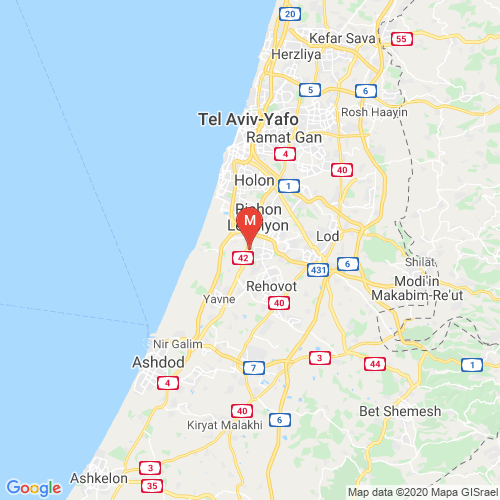 20
Kefar Sava
55
Herzliya
5
6
Rosh Haayin
Tel Aviv-Yafo
Ramat Gan
4
40
Holon
1
Rishon
LeTsiyon
M
Lod
42
431
6
Shilat
Rehovot
Modi'in
Makabim-Re'ut
Yavne
40
Nir Galim
Ashdod
3
44
1
7
4
40
6
Bet Shemesh
Kiryat Malakhi
3
Ashkelon
35
Google
Map data ©2020 Mapa GISrael